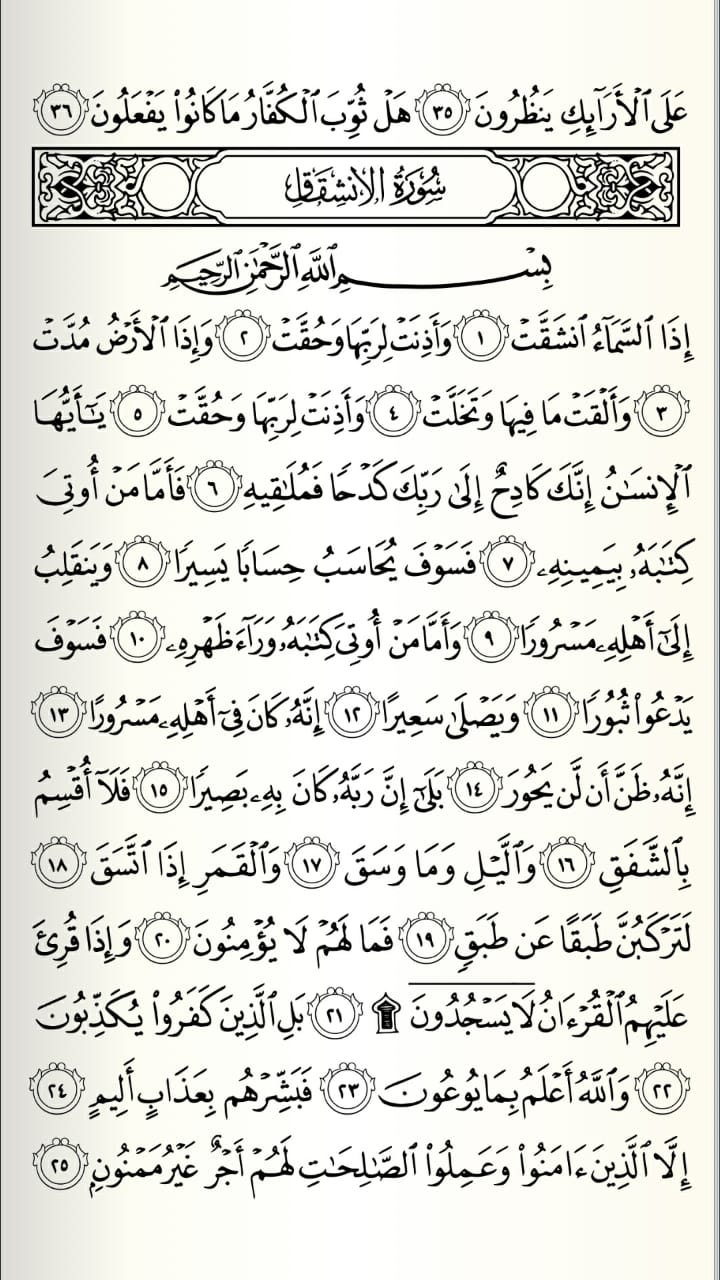 عَلَى ٱلۡأَرَآئِكِ يَنظُرُونَ ٣٥ هَلۡ ثُوِّبَ ٱلۡكُفَّارُ مَا كَانُواْ يَفۡعَلُونَ ٣٦
سُورَةُ الانشِقَاقِ
بِسۡمِ ٱللَّهِ ٱلرَّحۡمَٰنِ ٱلرَّحِيمِ
إِذَا ٱلسَّمَآءُ ٱنشَقَّتۡ ١ وَأَذِنَتۡ لِرَبِّهَا وَحُقَّتۡ ٢ وَإِذَا ٱلۡأَرۡضُ مُدَّتۡ
٣ وَأَلۡقَتۡ مَا فِيهَا وَتَخَلَّتۡ ٤ وَأَذِنَتۡ لِرَبِّهَا وَحُقَّتۡ ٥ يَٰٓأَيُّهَا
ٱلۡإِنسَٰنُ إِنَّكَ كَادِحٌ إِلَىٰ رَبِّكَ كَدۡحٗا فَمُلَٰقِيهِ ٦ فَأَمَّا مَنۡ أُوتِيَ
كِتَٰبَهُۥ بِيَمِينِهِۦ ٧ فَسَوۡفَ يُحَاسَبُ حِسَابٗا يَسِيرٗا ٨ وَيَنقَلِبُ
إِلَىٰٓ أَهۡلِهِۦ مَسۡرُورٗا ٩ وَأَمَّا مَنۡ أُوتِيَ كِتَٰبَهُۥ وَرَآءَ ظَهۡرِهِۦ ١٠ فَسَوۡفَ
يَدۡعُواْ ثُبُورٗا ١١ وَيَصۡلَىٰ سَعِيرًا ١٢ إِنَّهُۥ كَانَ فِيٓ أَهۡلِهِۦ مَسۡرُورًا ١٣
إِنَّهُۥ ظَنَّ أَن لَّن يَحُورَ ١٤ بَلَىٰٓ إِنَّ رَبَّهُۥ كَانَ بِهِۦ بَصِيرٗا ١٥ فَلَآ أُقۡسِمُ
بِٱلشَّفَقِ ١٦ وَٱلَّيۡلِ وَمَا وَسَقَ ١٧ وَٱلۡقَمَرِ إِذَا ٱتَّسَقَ ١٨
لَتَرۡكَبُنَّ طَبَقًا عَن طَبَقٖ ١٩ فَمَا لَهُمۡ لَا يُؤۡمِنُونَ ٢٠ وَإِذَا قُرِئَ
عَلَيۡهِمُ ٱلۡقُرۡءَانُ لَا يَسۡجُدُونَ ۩ ٢١ بَلِ ٱلَّذِينَ كَفَرُواْ يُكَذِّبُونَ
٢٢ وَٱللَّهُ أَعۡلَمُ بِمَا يُوعُونَ ٢٣ فَبَشِّرۡهُم بِعَذَابٍ أَلِيمٍ ٢٤
إِلَّا ٱلَّذِينَ ءَامَنُواْ وَعَمِلُواْ ٱلصَّٰلِحَٰتِ لَهُمۡ أَجۡرٌ غَيۡرُ مَمۡنُونِۭ ٢٥